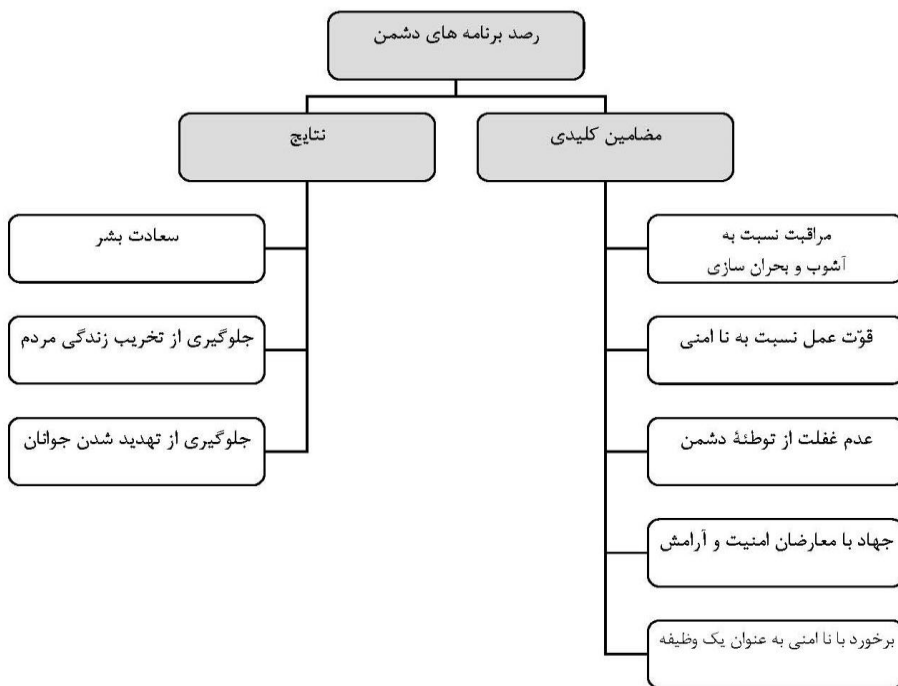 رصد برنامه های دشمن
مضامین کلیدی
مراقبت نسبت به
آشوب و بحران سازی
قوّت عمل نسبت به نا امنی
عدم غفلت از توطئۀ دشمن
جهاد با معارضان امنیت و آرامش
برخورد با نا امنی به عنوان یک وظیفه
نتایج
سعادت بشر
جلوگیری از تخریب زندگی مردم
جلوگیری از تهدید شدن جوانان